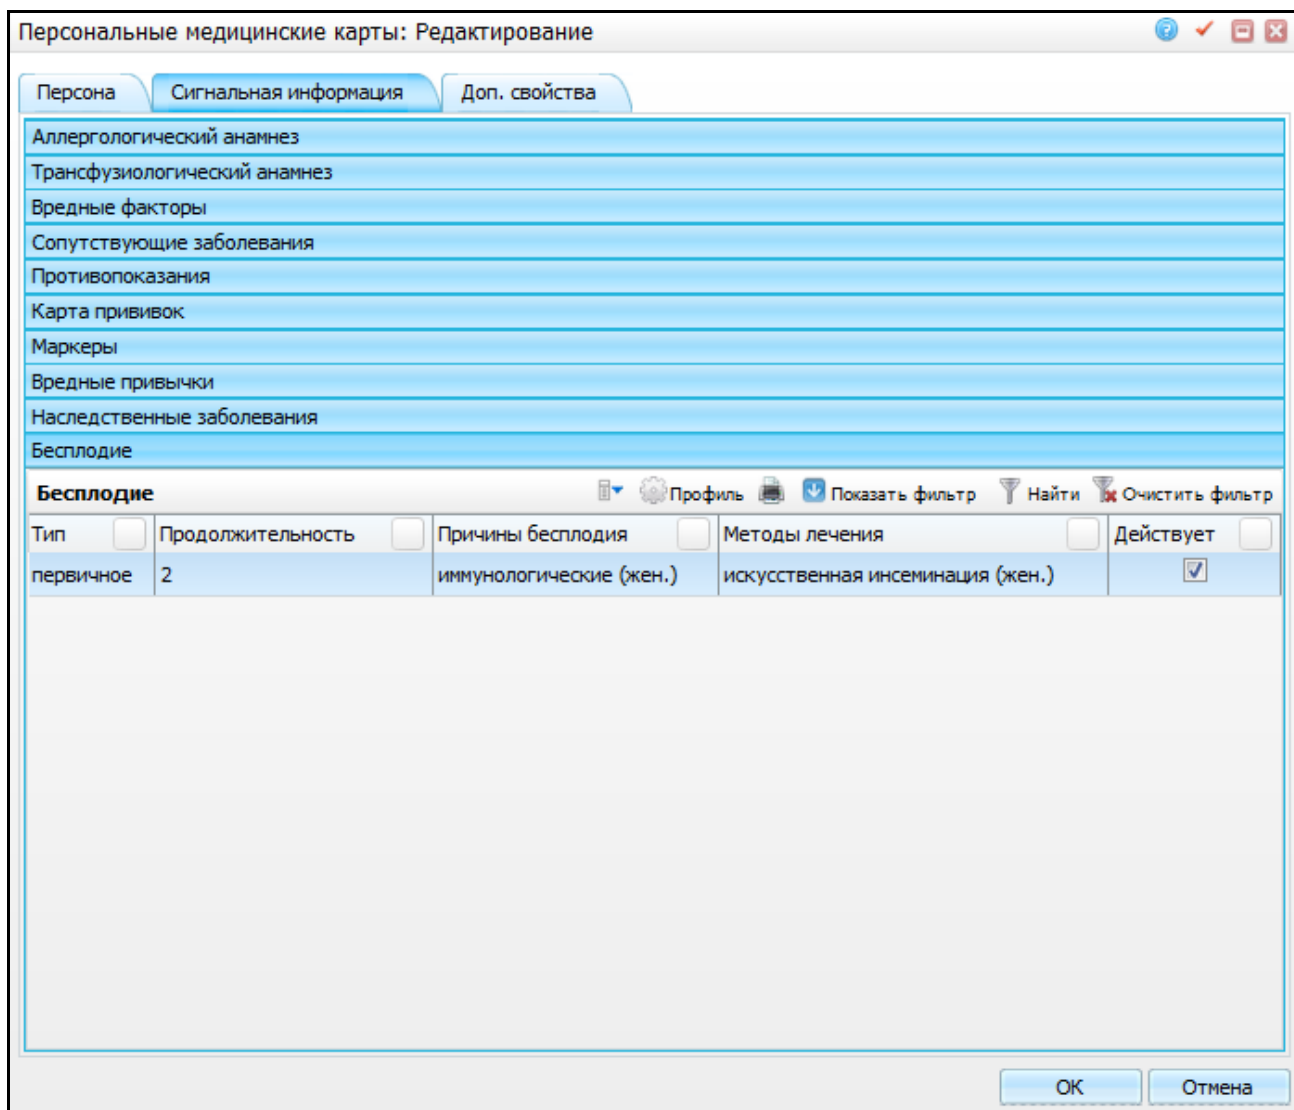 Персональные медицинские карты: Редактирование
Персона Сигнальная информация Доп. свойства
Аллергологический анамнез
Трансфузиологический анамнез
Вредные факторы
Сопутствующие заболевания
Противопоказания
Карта прививок
Маркеры
Вредные привычки
Наследственные заболевания
Бесплодие
Бесплодие Профиль Показать фильтр Найти Очистить фильтр
Тип Продолжительность Причины бесплодия Методы лечения Действует
первичное 2 иммунологические (жен.) искусственная инсеминация (жен.)
ОК Отмена